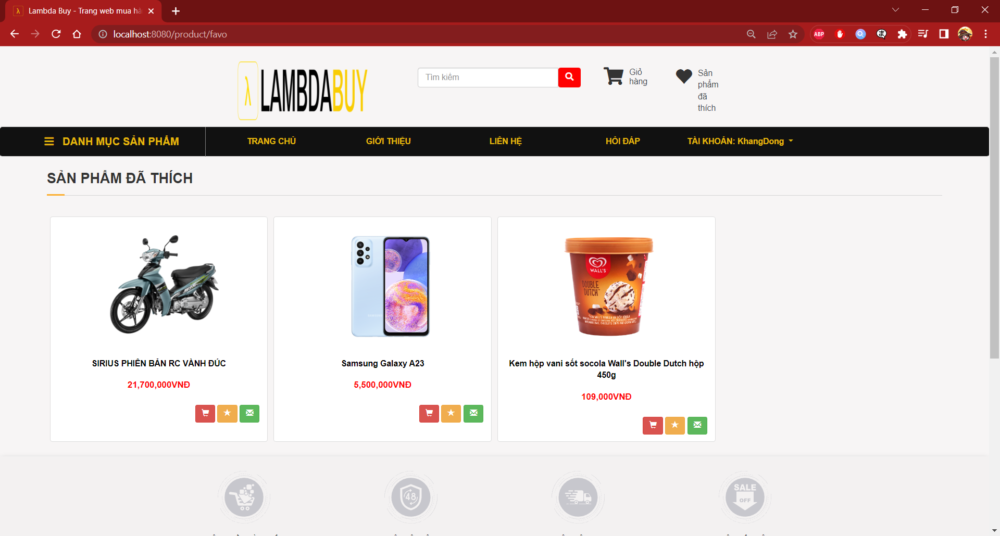 Lambda Buy - Trang web mua hà
localhost:8080/product/favo
ABP
λ LAMBDABUY
Tìm kiếm
Giỏ
hàng
Sản
phẩm
đã
thích
DANH MỤC SẢN PHẨM
TRANG CHỦ
GIỚI THIỆU
LIÊN HỆ
HỎI ĐÁP
TÀI KHOẢN: KhangDong
SẢN PHẨM ĐÃ THÍCH
WALL'S
DOUBLE
DUTCH
SIRIUS PHIÊN BẢN RC VÀNH ĐÚC
21,700,000VNĐ
Samsung Galaxy A23
5,500,000VNĐ
Kem hộp vani sốt socola Wall's Double Dutch hộp
450g
109,000VNĐ
48
SALE
OFF